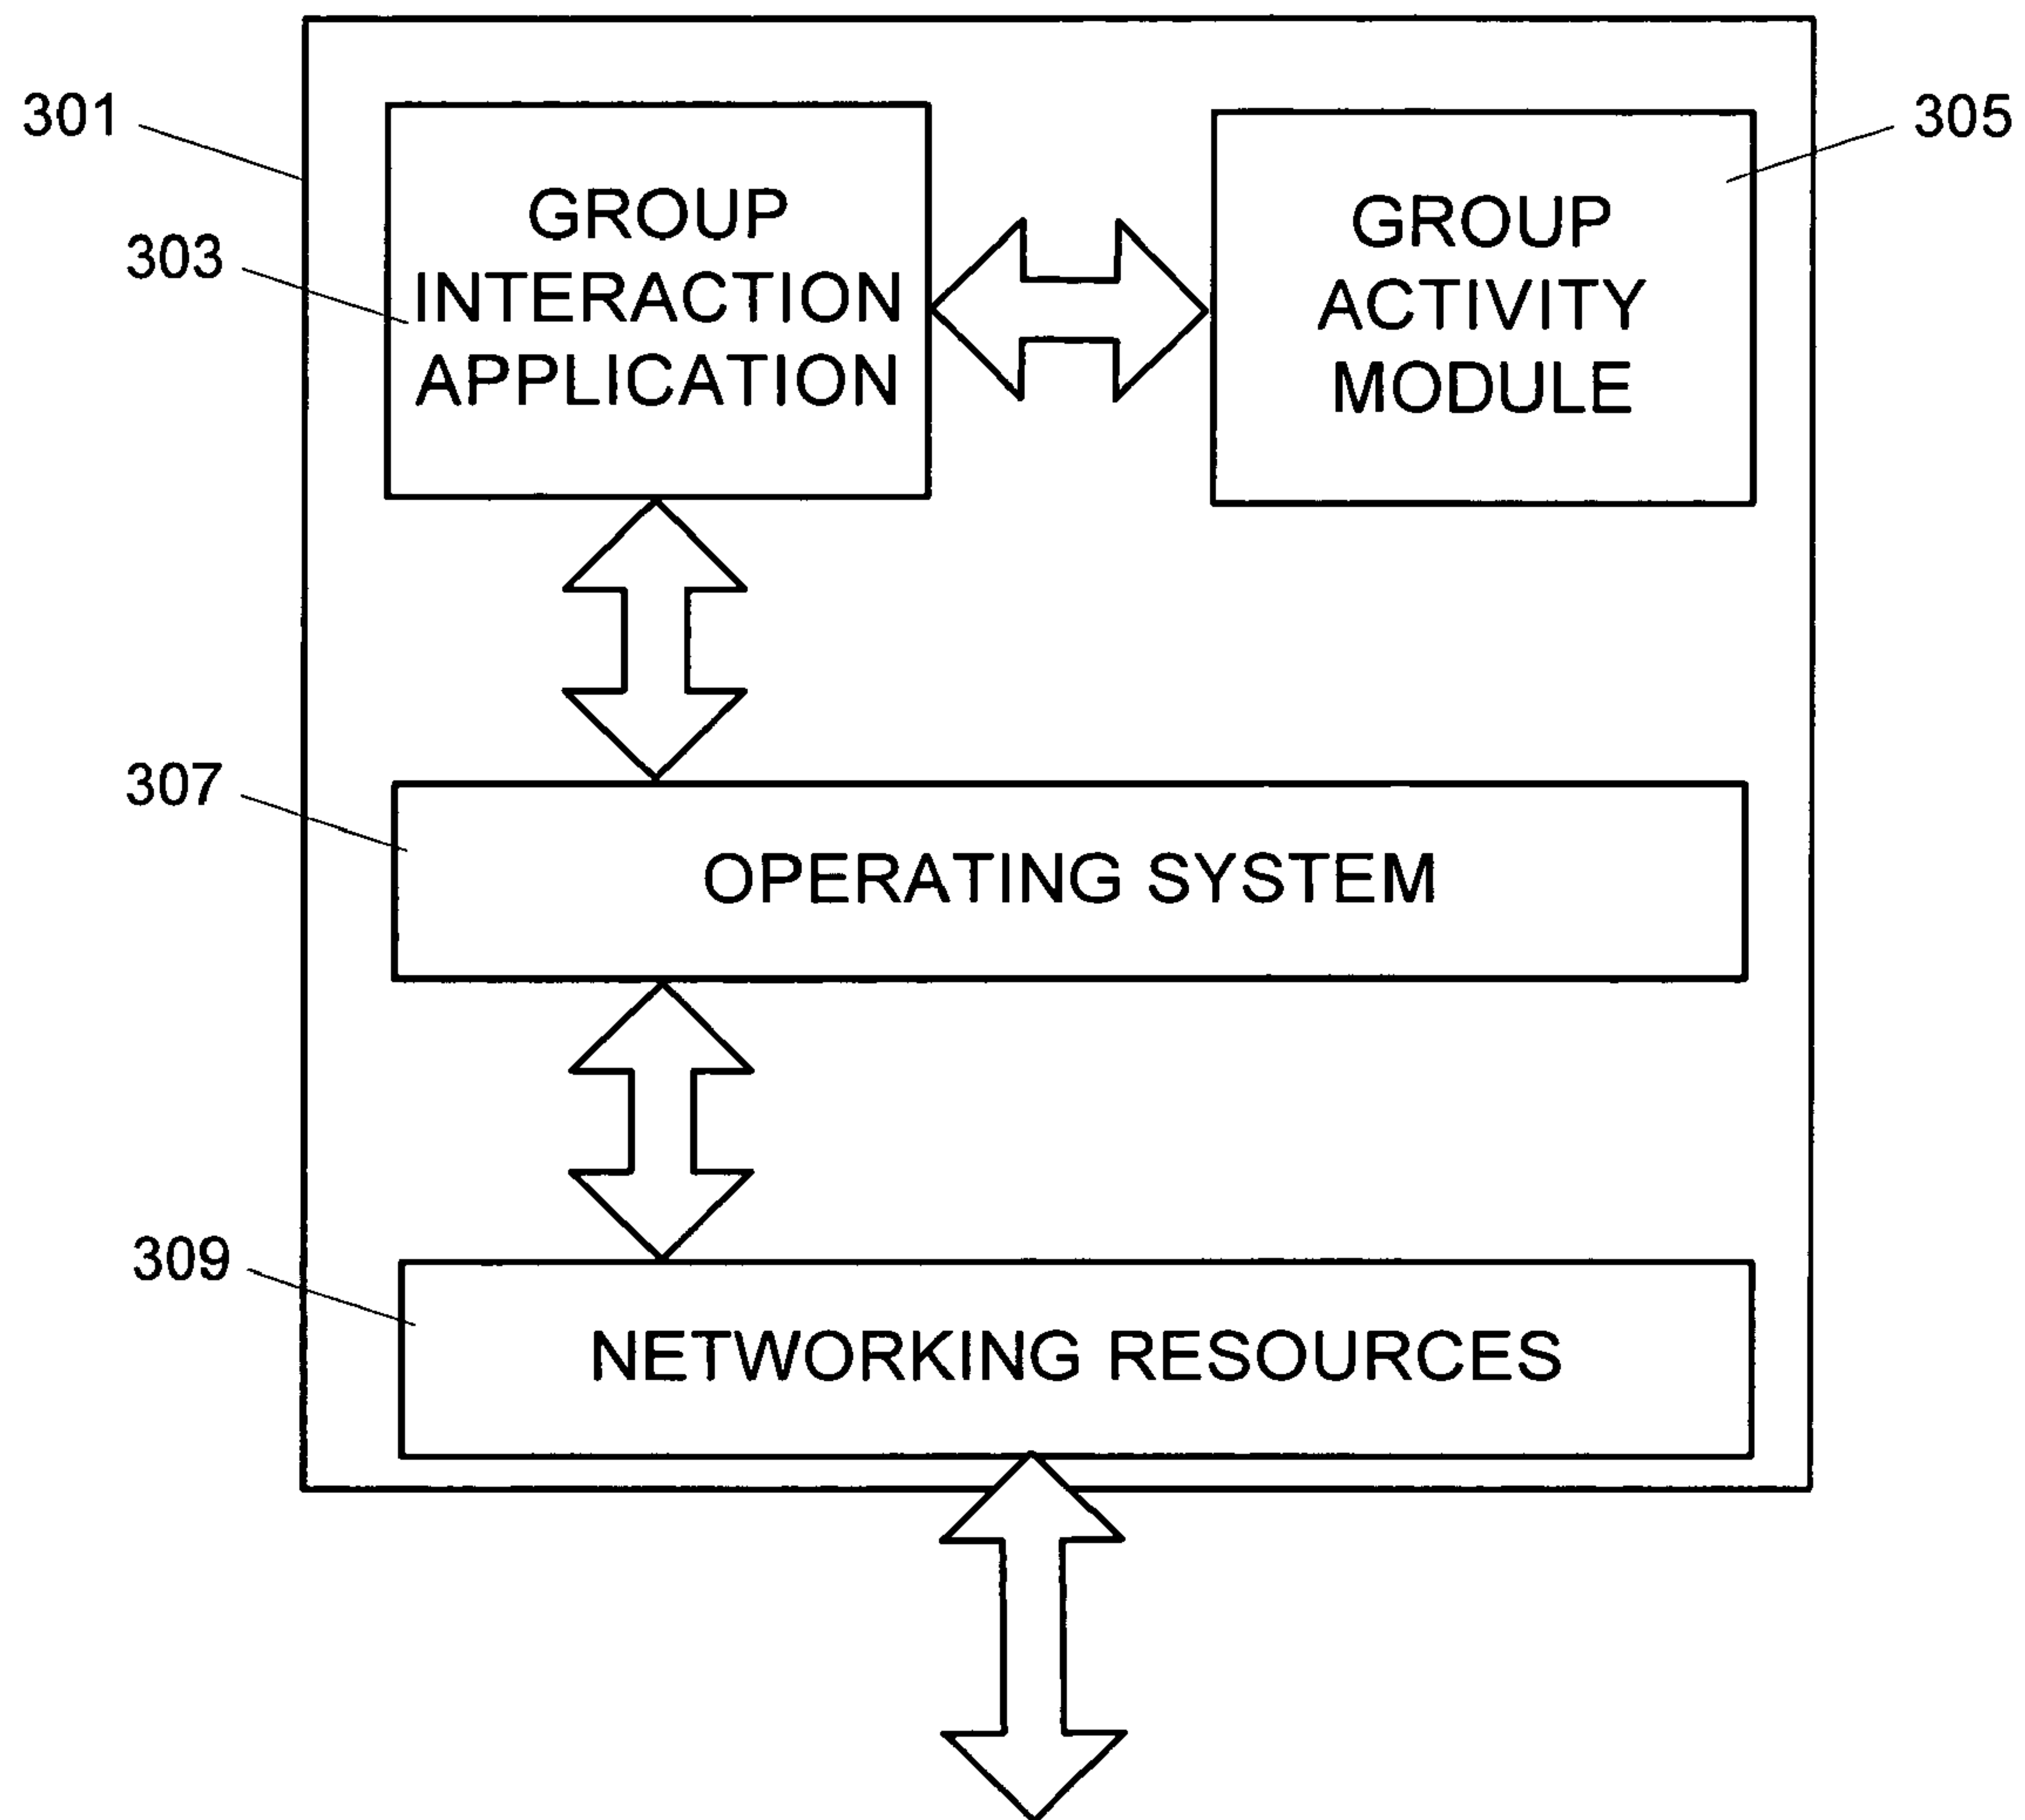 301
305
GROUP
INTERACTION
APPLICATION
303
GROUP
ACTIVITY
MODULE
307
OPERATING SYSTEM
309
NETWORKING RESOURCES